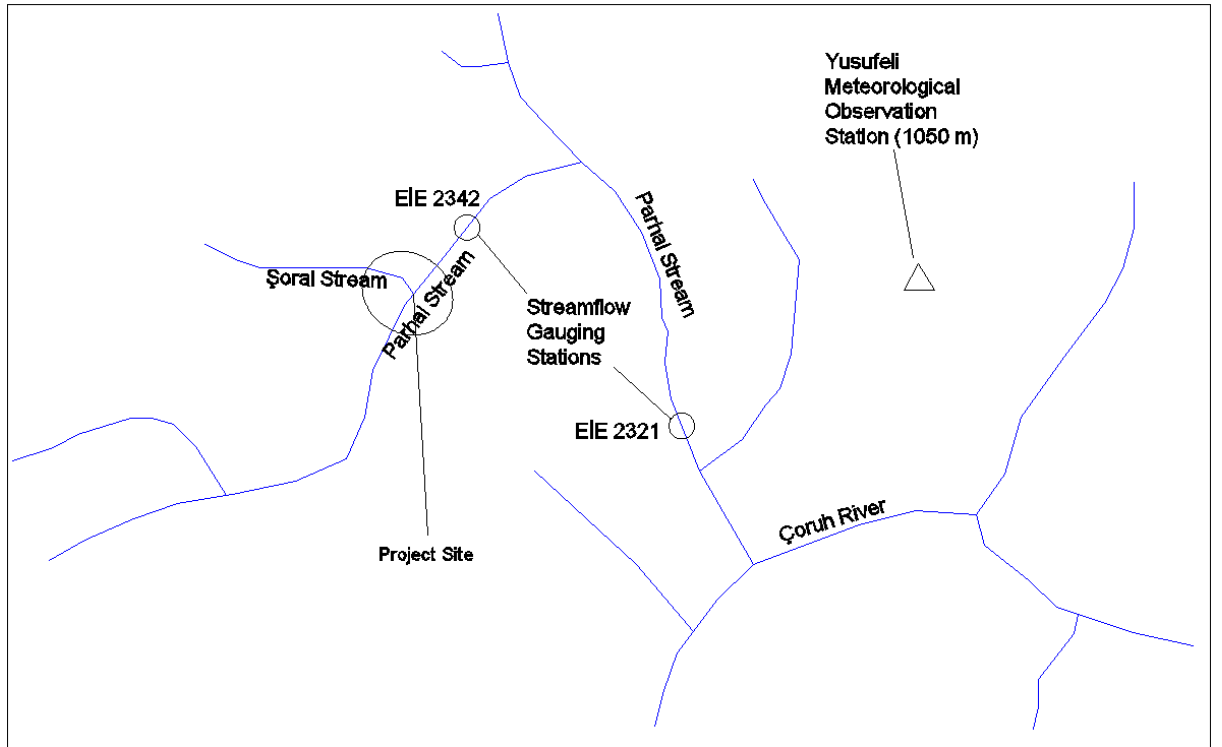 Yusufeli
Meteorological
Observation
Station (1050 m)
EİE 2342
Parhal Stream
Şoral Stream
Parhal Stream
Streamflow
Gauging
Stations
EİE 2321
Çoruh River
Project Site